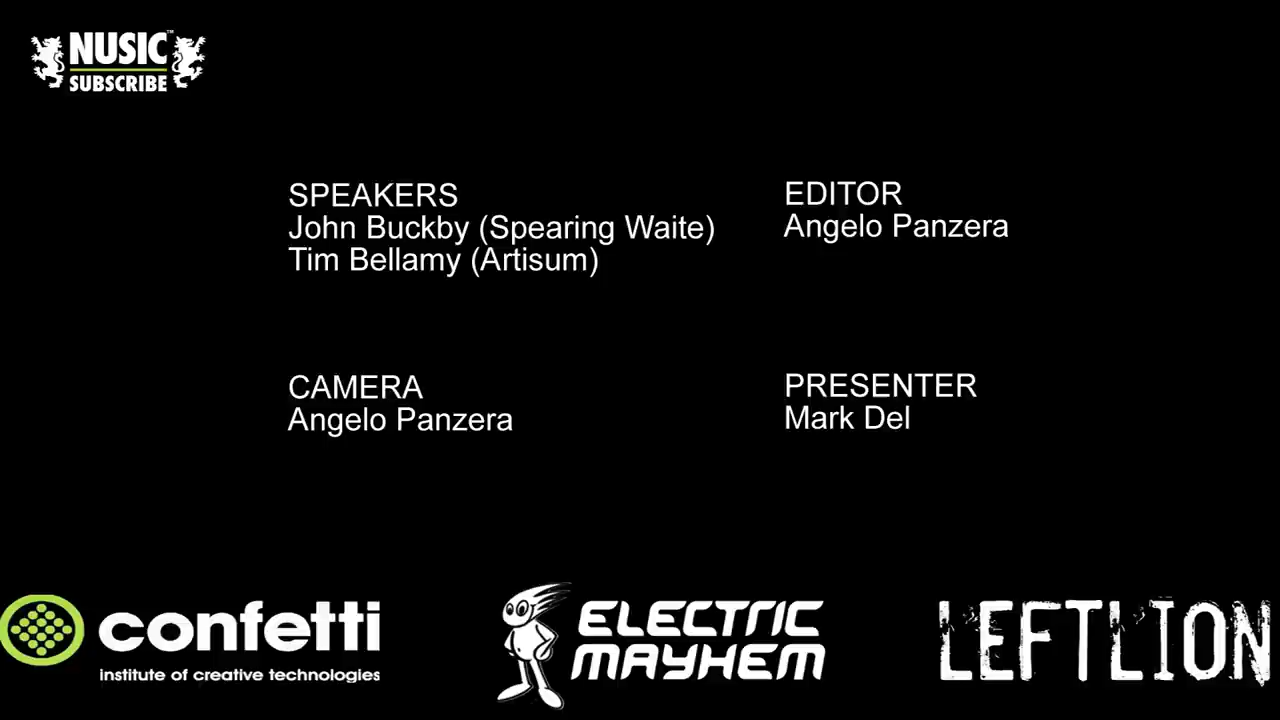 NUSIC™
SUBSCRIBE
SPEAKERS
John Buckby (Spearing Waite)
Tim Bellamy (Artisum)
EDITOR
Angelo Panzera
CAMERA
Angelo Panzera
PRESENTER
Mark Del
confetti
institute of creative technologies
ELECTRIC
MAYHEM
LEFTLION